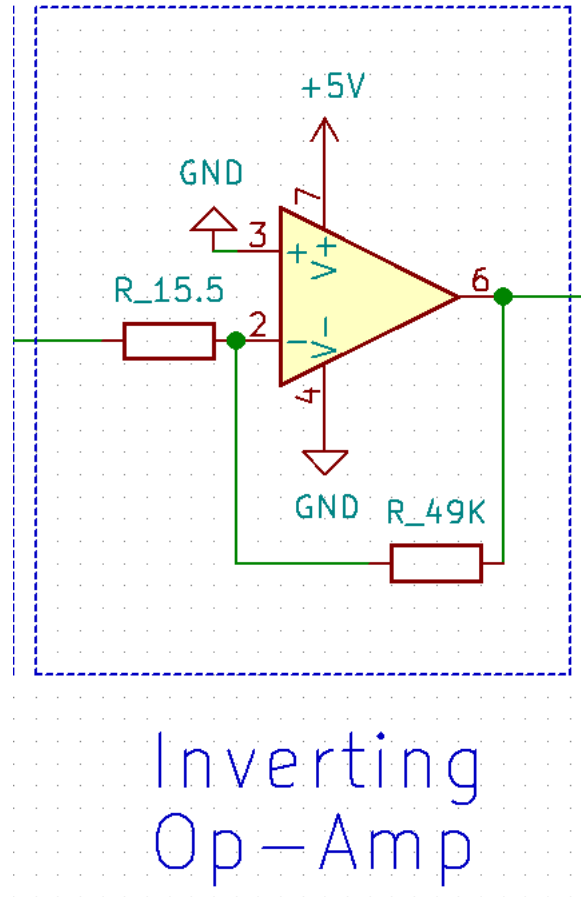 +5V
GND
7
3
+
V+
R_15.5
6
2
-
V-
4
GND
R_49K
Inverting
Op-Amp